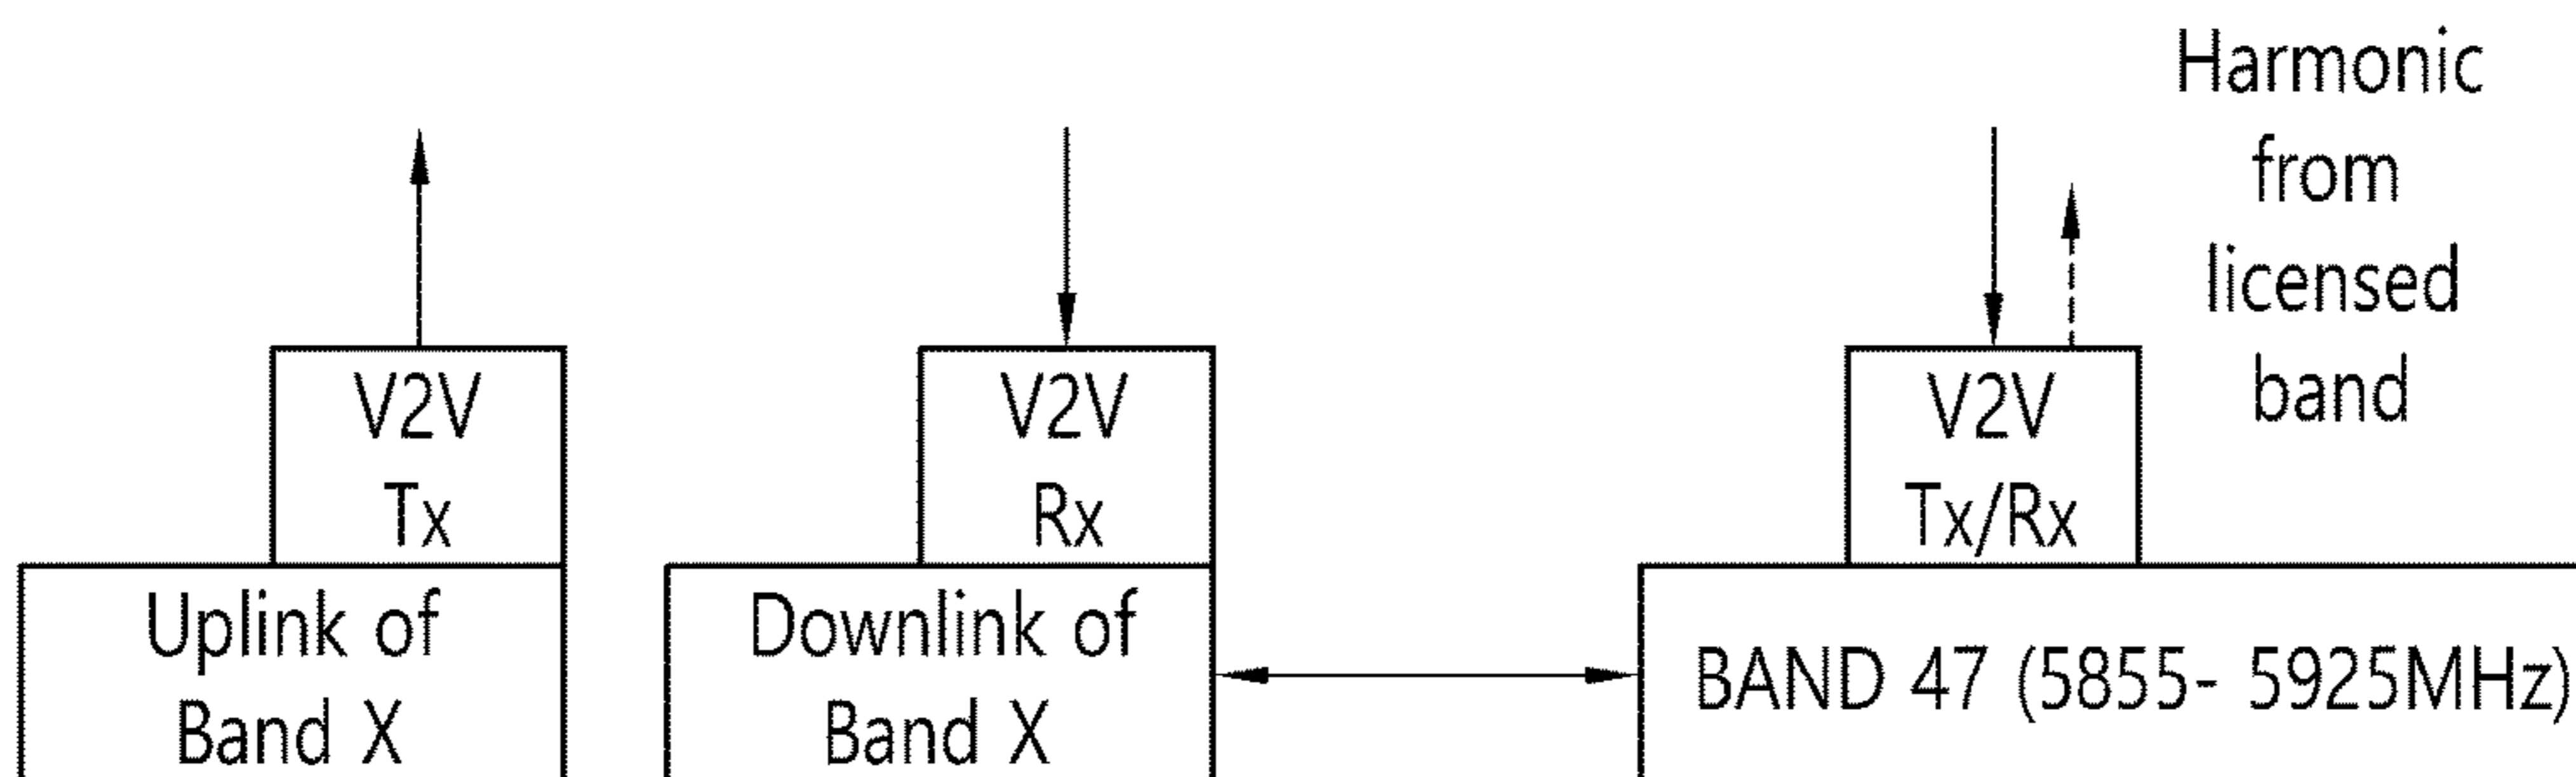 Harmonic
from
licensed
band
V2V
Tx
V2V
Rx
V2V
Tx/Rx
Uplink of
Band X
Downlink of
Band X
BAND 47 (5855- 5925MHz)